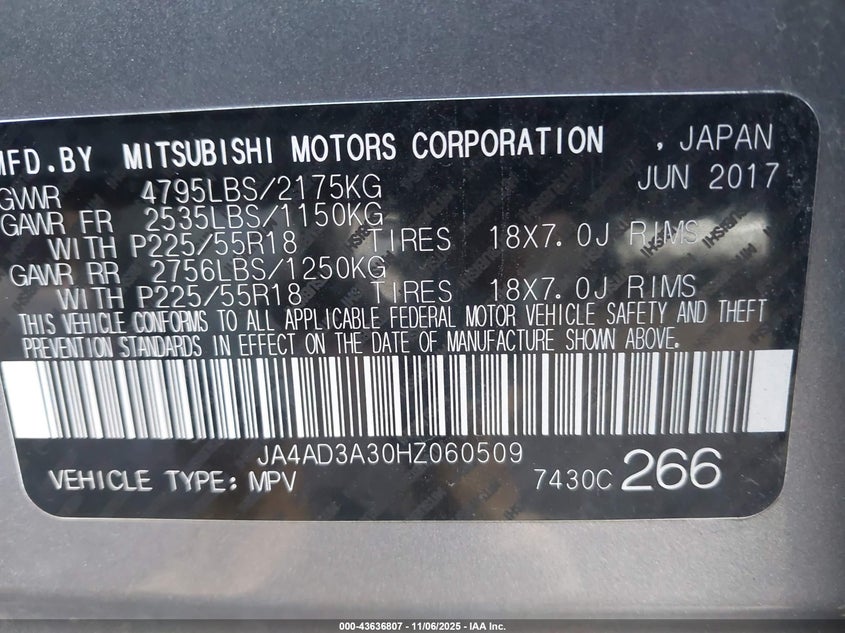 MFD.BY MITSUBISHI MOTORS CORPORATION , JAPAN
GVWR 4795LBS/2175KG JUN 2017
GAWR FR 2535LBS/1150KG
WITH P225/55R18 TIRES 18X7.0J RIMS
GAWR RR 2756LBS/1250KG
WITH P225/55R18 TIRES 18X7.0J RIMS
THIS VEHICLE CONFORMS TO ALL APPLICABLE FEDERAL MOTOR VEHICLE SAFETY AND THEFT
PREVENTION STANDARDS IN EFFECT ON THE DATE OF MANUFACTURE SHOWN ABOVE.
JA4AD3A30HZ060509
VEHICLE TYPE: MPV 7430C 266
000-43636807 - 11/06/2025 - IAA Inc.